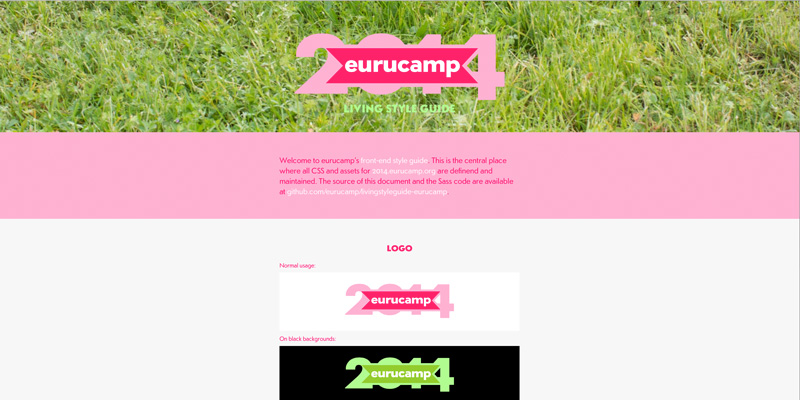 2014
eurucamp
LIVING STYLE GUIDE
Welcome to eurucamp's front-end style guide. This is the central place
where all CSS and assets for 2014.eurucamp.org are definend and
maintained. The source of this document and the Sass code are available
at github.com/eurucamp/livingstyleguide-eurucamp.
LOGO
Normal usage:
2014
eurucamp
On black backgrounds:
2014
eurucamp